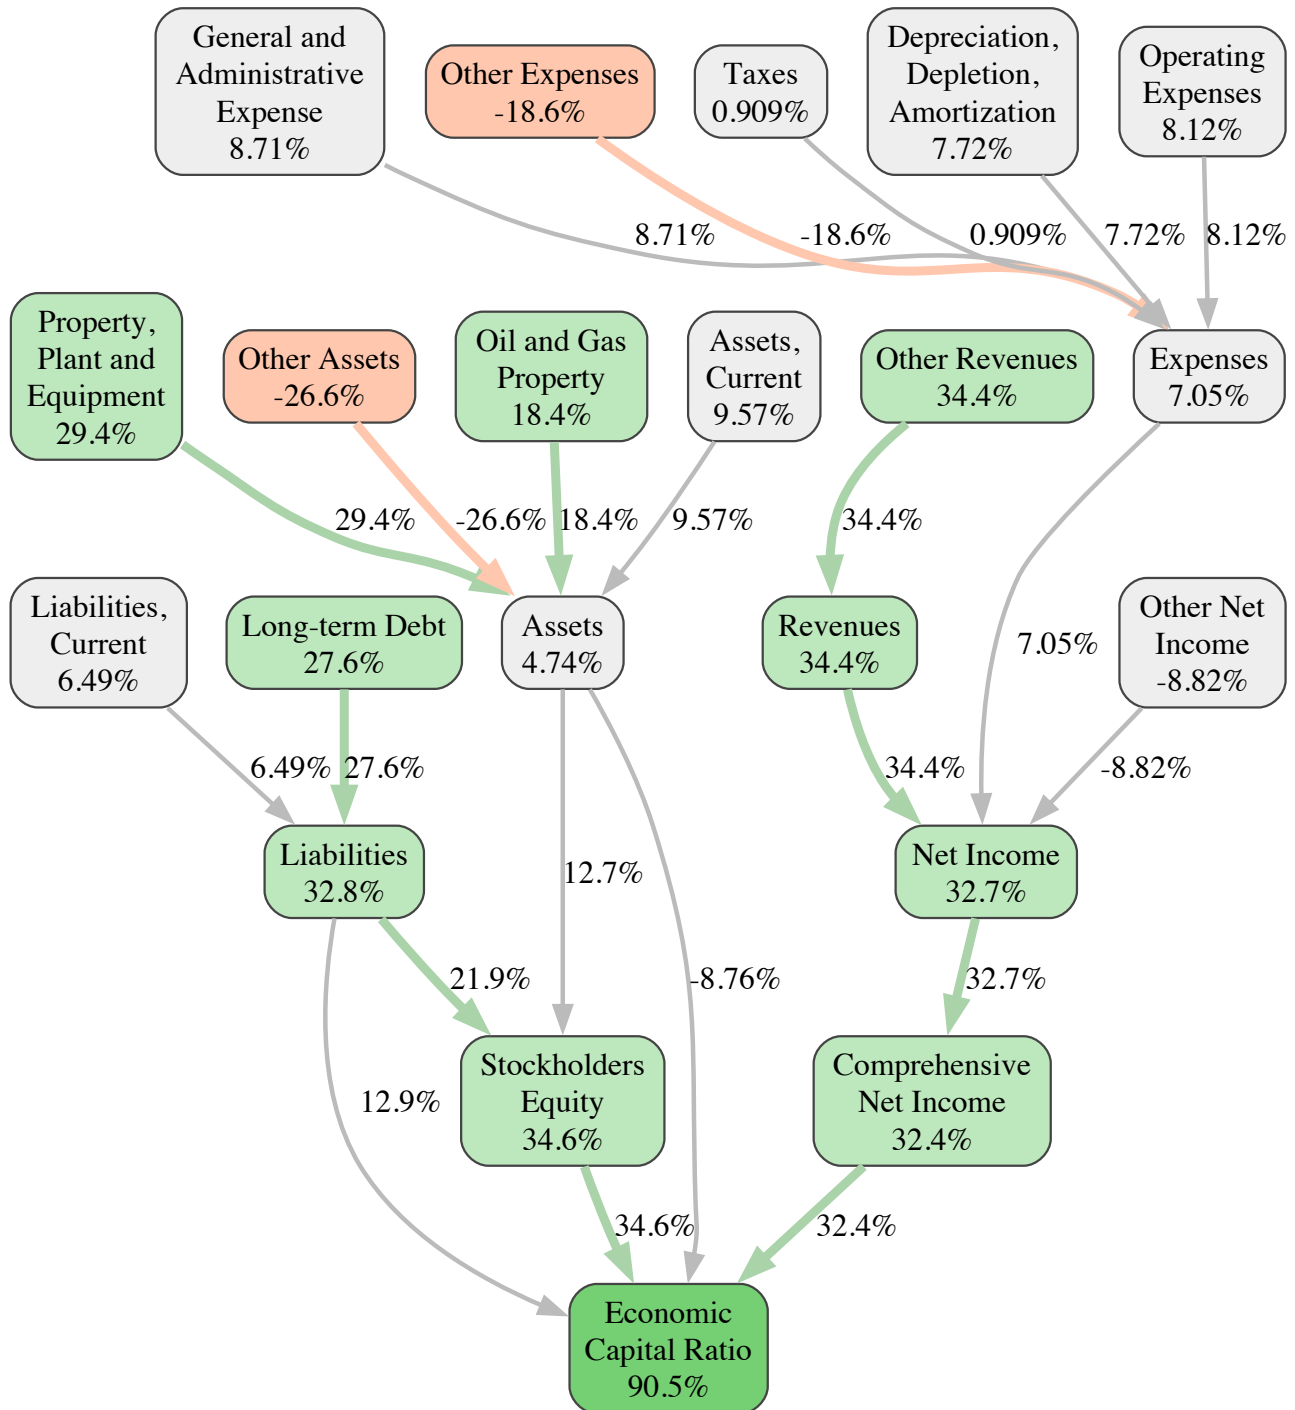 General and
Administrative
Expense
8.71%
Other Expenses
-18.6%
Taxes
0.909%
Depreciation,
Depletion,
Amortization
7.72%
Operating
Expenses
8.12%
8.71%
-18.6%
0.909%
7.72%
8.12%
Property,
Plant and
Equipment
29.4%
Other Assets
-26.6%
Oil and Gas
Property
18.4%
Assets,
Current
9.57%
Other Revenues
34.4%
Expenses
7.05%
29.4%
-26.6%
18.4%
9.57%
34.4%
Liabilities,
Current
6.49%
Long-term Debt
27.6%
Assets
4.74%
Revenues
34.4%
7.05%
Other Net
Income
-8.82%
6.49%
27.6%
34.4%
-8.82%
Liabilities
32.8%
12.7%
Net Income
32.7%
21.9%
-8.76%
32.7%
12.9%
Stockholders
Equity
34.6%
Comprehensive
Net Income
32.4%
34.6%
32.4%
Economic
Capital Ratio
90.5%